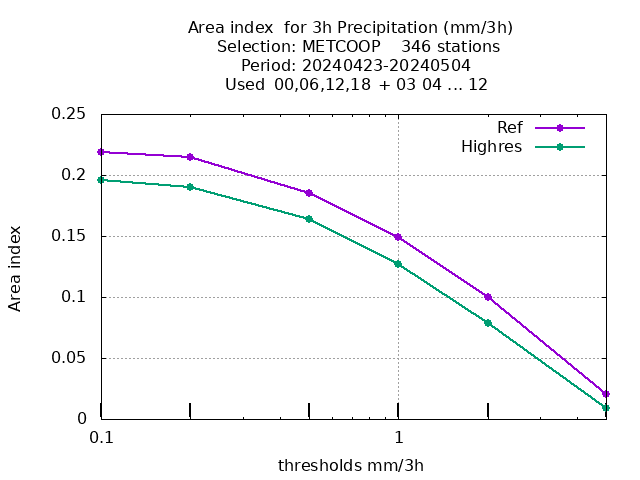 Area index  for 3h Precipitation (mm/3h)
Selection: METCOOP    346 stations
Period: 20240423-20240504
Used  00,06,12,18 + 03 04 ... 12
0.25
Ref
Highres
0.2
0.15
Area index
0.1
0.05
0
0.1
1
thresholds mm/3h